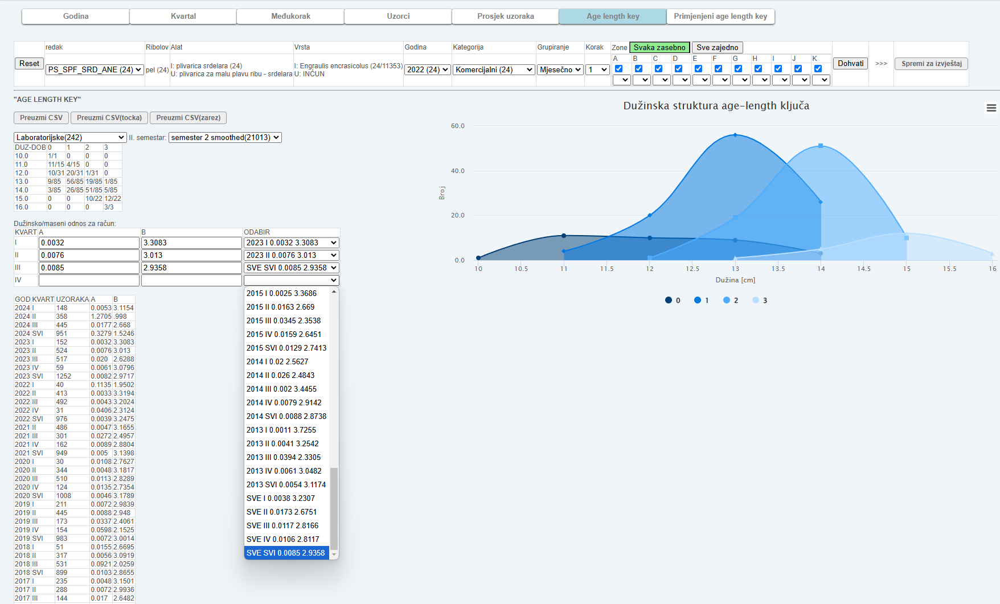 Godina Kvartal Međukorak Uzorci Prosjek uzoraka Age length key Primjenjeni age length key
redak Ribolov Alat Vrsta Godina Kategorija Grupiranje Korak Zone Svaka zasebno Sve zajedno
A B C D E F G H I J K
Reset PS_SPF_SRD_ANE (24) pel (24) I: plivarica srdelara (24) I: Engraulis encrasicolus (24/11353) 2022 (24) Komercijalni (24) Mjesečno 1 Dohvati >>> Spremi za izvještaj
U: plivarica za malu plavu ribu - srdelara U: INĆUN
"AGE LENGTH KEY"
Preuzmi CSV Preuzmi CSV(tocka) Preuzmi CSV(zarez)
Laboratorijske(242) II. semestar: semester 2 smoothed(21013)
DUZ-DOB 0 1 2 3
10.0 1/1 0 0 0
11.0 11/15 4/15 0 0
12.0 10/31 20/31 1/31 0
13.0 9/85 56/85 19/85 1/85
14.0 3/85 26/85 51/85 5/85
15.0 0 0 10/22 12/22
16.0 0 0 0 3/3
Dužinsko/maseni odnos za račun:
KVART A B ODABIR
I 0.0032 3.3083 2023 I 0.0032 3.3083
II 0.0076 3.013 2023 II 0.0076 3.013
III 0.0085 2.9358 SVE SVI 0.0085 2.9358
IV
2015 I 0.0025 3.3686
2015 II 0.0163 2.669
2015 III 0.0345 2.3538
2015 IV 0.0159 2.6451
2015 SVI 0.0129 2.7413
2014 I 0.02 2.5627
2014 II 0.026 2.4843
2014 III 0.002 3.4455
2014 IV 0.0079 2.9142
2014 SVI 0.0088 2.8738
2013 I 0.0011 3.7255
2013 II 0.0041 3.2542
2013 III 0.0394 2.3305
2013 IV 0.0061 3.0482
2013 SVI 0.0054 3.1174
SVE I 0.0038 3.2307
SVE II 0.0173 2.6751
SVE III 0.0117 2.8166
SVE IV 0.0106 2.8117
SVE SVI 0.0085 2.9358
GOD KVART UZORAKA A B
2024 I 148 0.0053 3.1154
2024 II 358 1.2705 .998
2024 III 445 0.0177 2.668
2024 SVI 951 0.3279 1.5246
2023 I 152 0.0032 3.3083
2023 II 524 0.0076 3.013
2023 III 517 0.020 2.6288
2023 IV 59 0.0061 3.0796
2023 SVI 1252 0.0082 2.9717
2022 I 40 0.1135 1.9502
2022 II 413 0.0033 3.3194
2022 III 492 0.0043 3.2024
2022 IV 31 0.0406 2.3124
2022 SVI 976 0.0039 3.2475
2021 II 486 0.0047 3.1655
2021 III 301 0.0272 2.4957
2021 IV 162 0.0089 2.8804
2021 SVI 949 0.005 3.1398
2020 I 30 0.0108 2.7627
2020 II 344 0.0048 3.1817
2020 III 510 0.0113 2.8289
2020 IV 124 0.0135 2.7354
2020 SVI 1008 0.0046 3.1789
2019 I 211 0.0072 2.9839
2019 II 445 0.0088 2.948
2019 III 173 0.0337 2.4061
2019 IV 154 0.0598 2.1525
2019 SVI 983 0.0072 3.0014
2018 I 51 0.0155 2.6695
2018 II 317 0.0056 3.0919
2018 III 531 0.0921 2.0259
2018 SVI 899 0.0103 2.8655
2017 I 235 0.0048 3.1501
2017 II 288 0.0072 2.9936
2017 III 144 0.017 2.6482
Dužinska struktura age-length ključa
60.0
40.0
20.0
0.0
Broj
10 10.5 11 11.5 12 12.5 13 13.5 14 14.5 15 15.5 16
Dužina [cm]
0 1 2 3